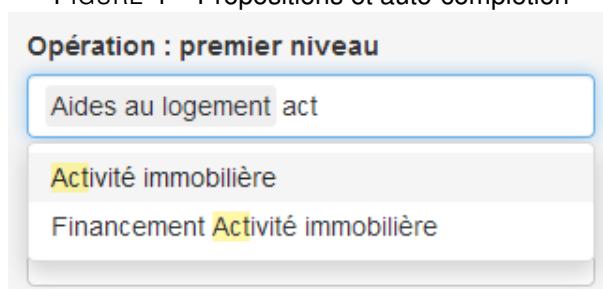 Opération : premier niveau
Aides au logement act
Activité immobilière
Financement Activité immobilière